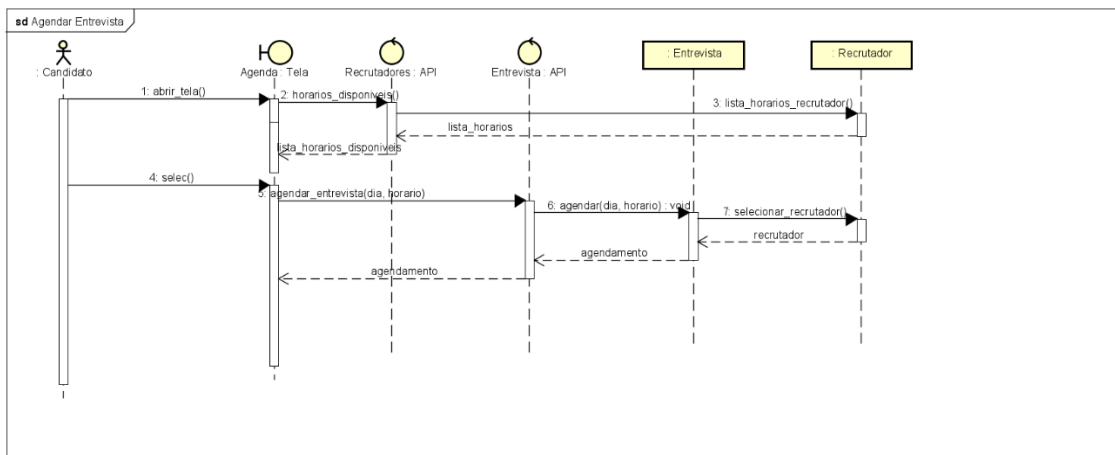 sd Agendar Entrevista
: Candidato
Agenda : Tela
Recrutadores : API
Entrevista : API
: Entrevista
: Recrutador
1: abrir_tela()
2: horarios_disponiveis()
3: lista_horarios_recrutador()
lista_horarios
lista_horarios_disponiveis
4: selec()
5: agendar_entrevista(dia, horario)
6: agendar(dia, horario) : void
7: selecionar_recrutador()
recrutador
agendamento
agendamento